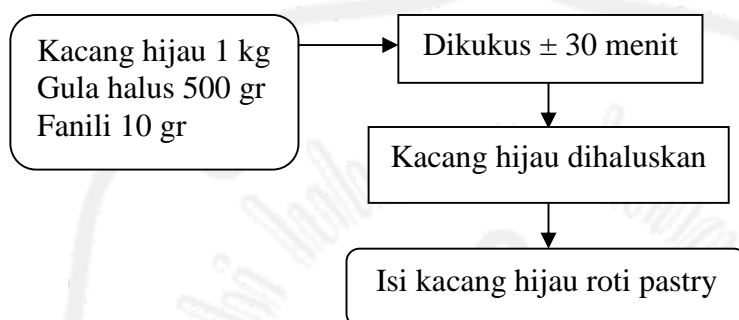 Kacang hijau 1 kg
Gula halus 500 gr
Fanili 10 gr
Dikukus ± 30 menit
Kacang hijau dihaluskan
Isi kacang hijau roti pastry